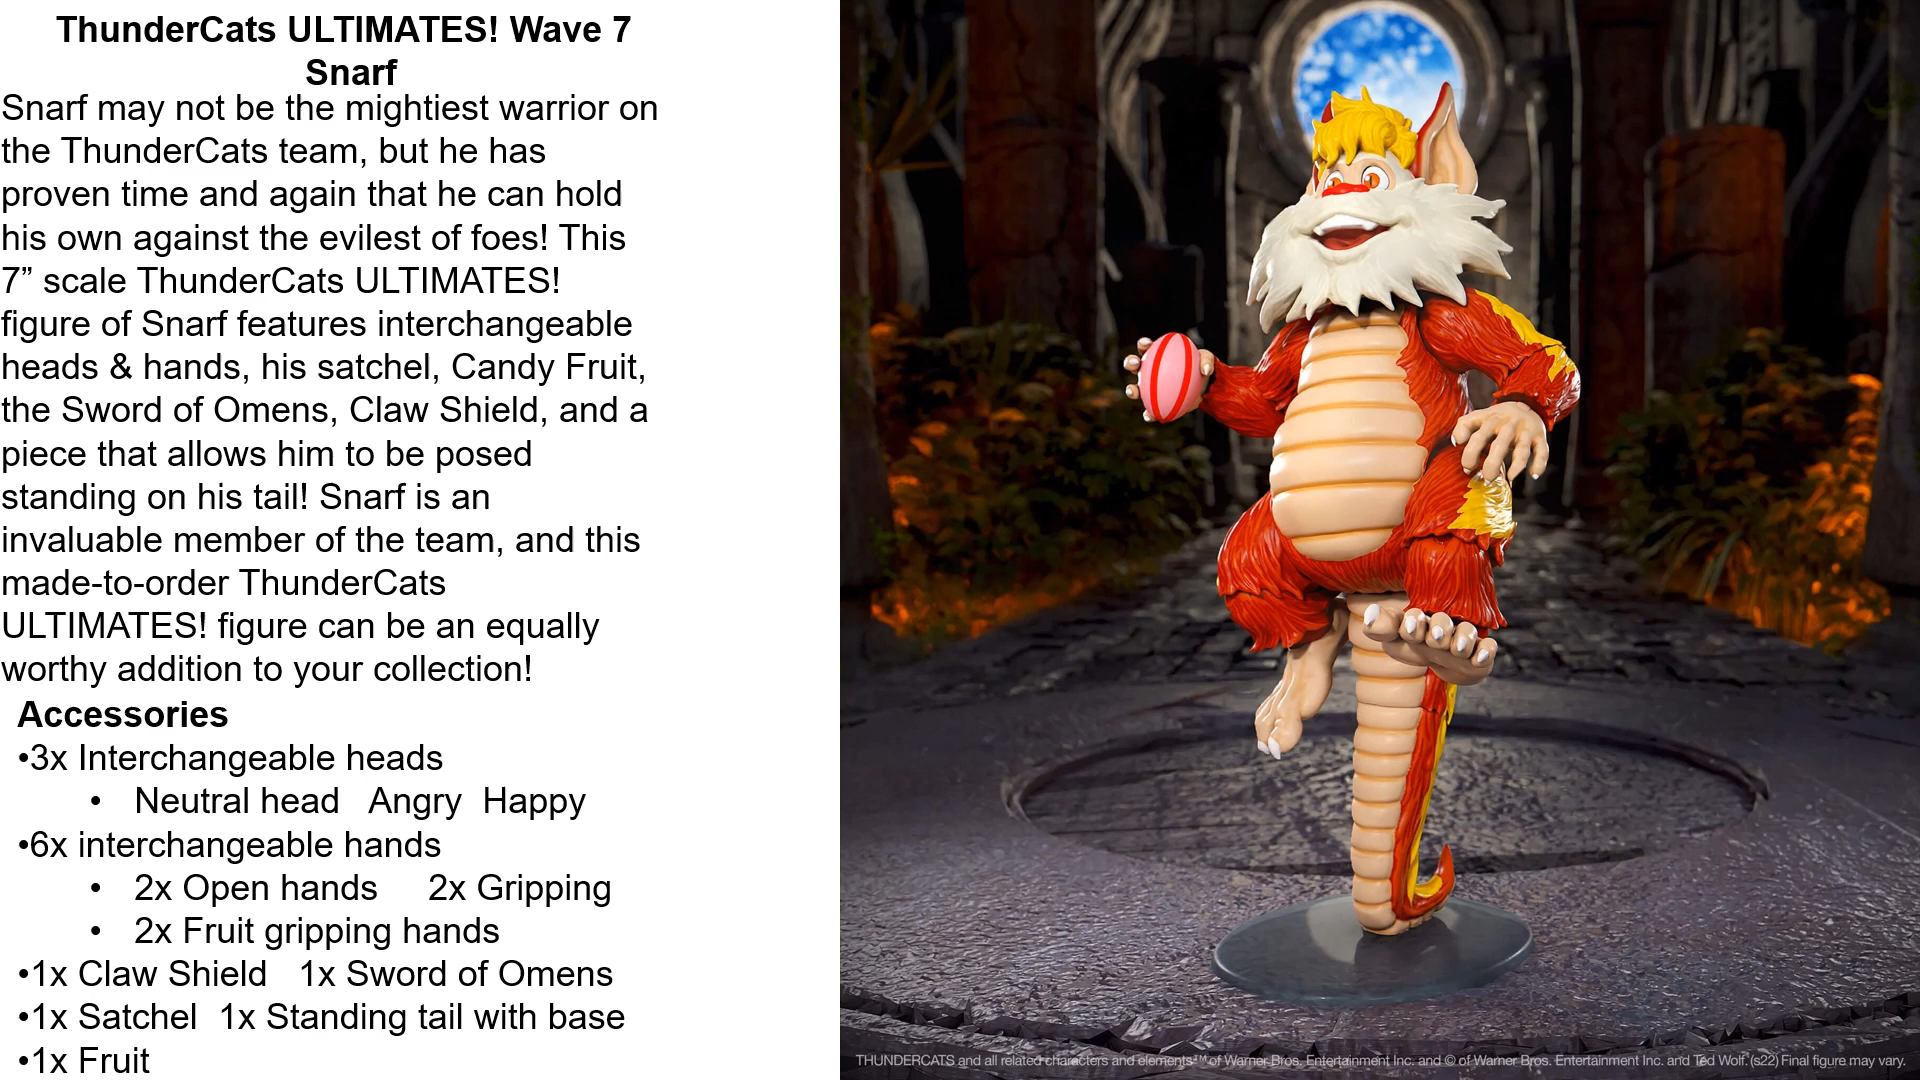 ThunderCats ULTIMATES! Wave 7
Snarf
Snarf may not be the mightiest warrior on
the ThunderCats team, but he has
proven time and again that he can hold
his own against the evilest of foes! This
7” scale ThunderCats ULTIMATES!
figure of Snarf features interchangeable
heads & hands, his satchel, Candy Fruit,
the Sword of Omens, Claw Shield, and a
piece that allows him to be posed
standing on his tail! Snarf is an
invaluable member of the team, and this
made-to-order ThunderCats
ULTIMATES! figure can be an equally
worthy addition to your collection!
Accessories
•3x Interchangeable heads
• Neutral head Angry Happy
•6x interchangeable hands
• 2x Open hands 2x Gripping
• 2x Fruit gripping hands
•1x Claw Shield 1x Sword of Omens
•1x Satchel 1x Standing tail with base
•1x Fruit
THUNDERCATS and all related characters and elements ™ of Warner Bros. Entertainment Inc. and © of Warner Bros. Entertainment Inc. and Ted Wolf. (s22) Final figure may vary.